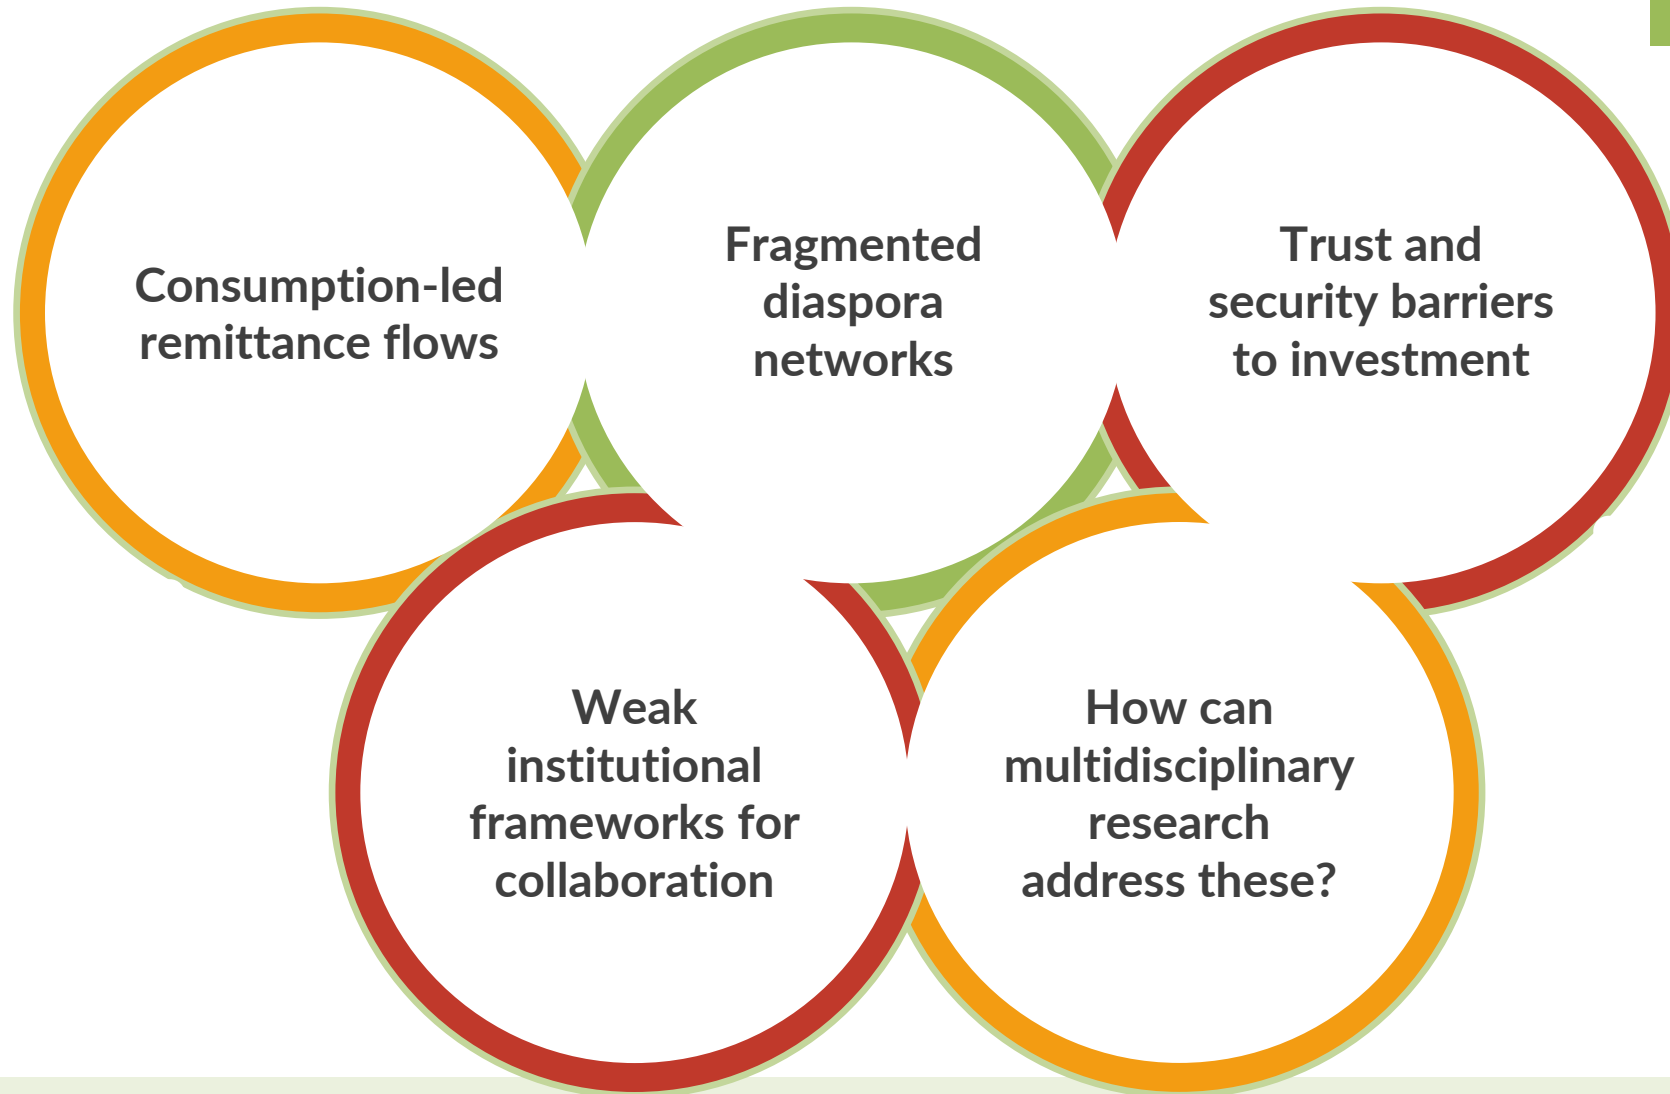 Consumption-led
remittance flows
Fragmented
diaspora
networks
Trust and
security barriers
to investment
Weak
institutional
frameworks for
collaboration
How can
multidisciplinary
research
address these?